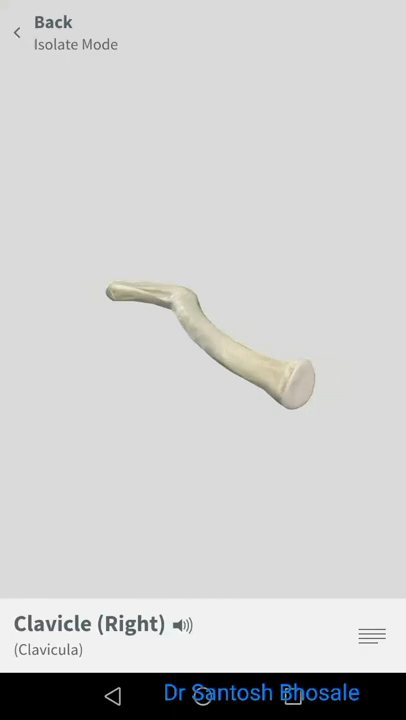 Back
Isolate Mode
Clavicle (Right)
(Clavicula)
Dr Santosh Bhosale